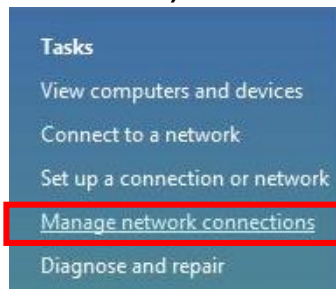 Tasks
View computers and devices
Connect to a network
Set up a connection or network
Manage network connections
Diagnose and repair